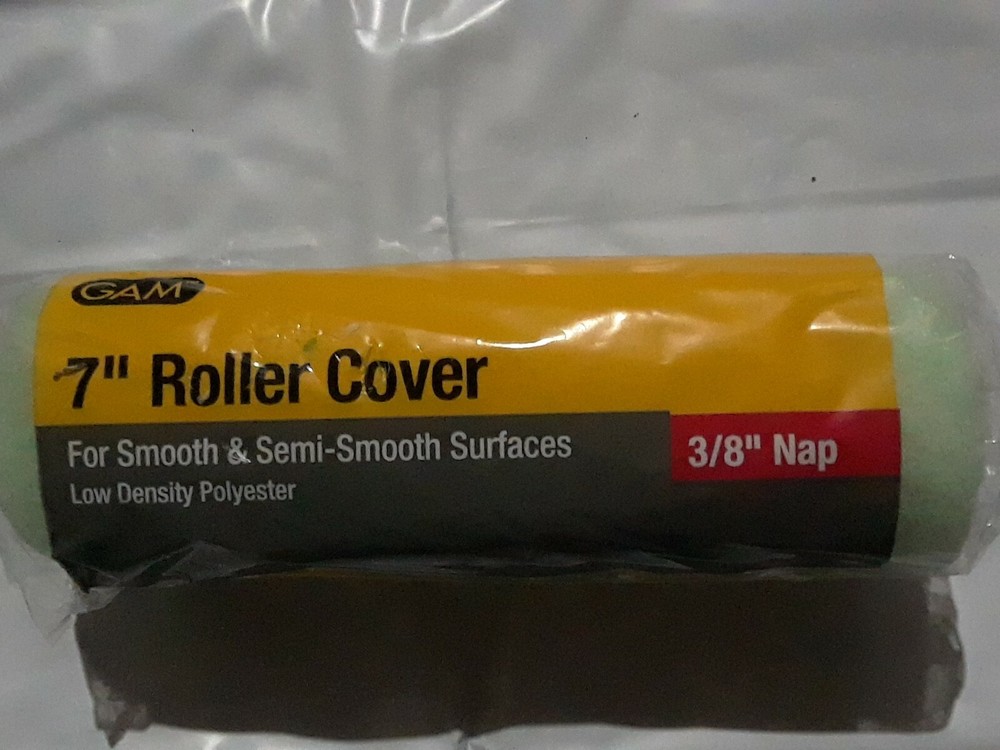 GAM
7" Roller Cover
For Smooth & Semi-Smooth Surfaces
3/8" Nap
Low Density Polyester